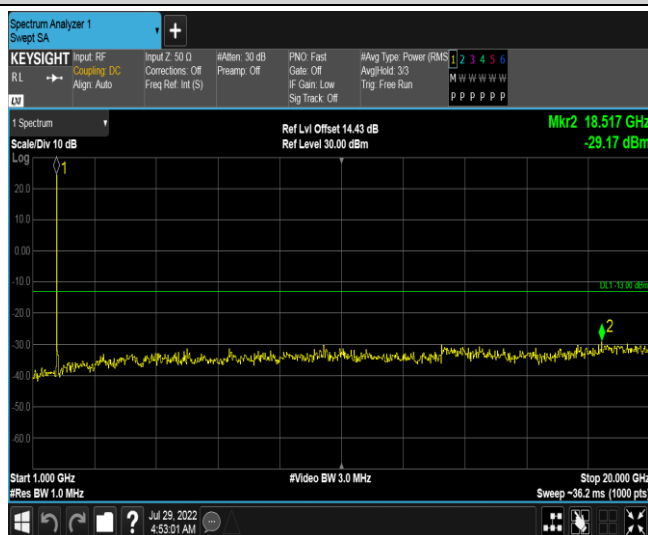 Spectrum Analyzer 1
Swept SA
+
KEYSIGHT
RL
LXI
Input: RF
Coupling: DC
Align: Auto
Input Z: 50 Ω
Corrections: Off
Freq Ref: Int (S)
#Atten: 30 dB
Preamp: Off
PNO: Fast
Gate: Off
IF Gain: Low
Sig Track: Off
#Avg Type: Power (RMS
Avg|Hold: 3/3
Trig: Free Run
1 2 3 4 5 6
M W W W W W
P P P P P P
1 Spectrum
Scale/Div 10 dB
Ref Lvl Offset 14.43 dB
Ref Level 30.00 dBm
Mkr2 18.517 GHz
-29.17 dBm
Log
1
20.0
10.0
0.00
-10.0
DL1 -13.00 dBm
-20.0
2
-30.0
-40.0
-50.0
-60.0
Start 1.000 GHz
#Video BW 3.0 MHz
Stop 20.000 GHz
#Res BW 1.0 MHz
Sweep ~36.2 ms (1000 pts)
?
Jul 29, 2022
4:53:01 AM